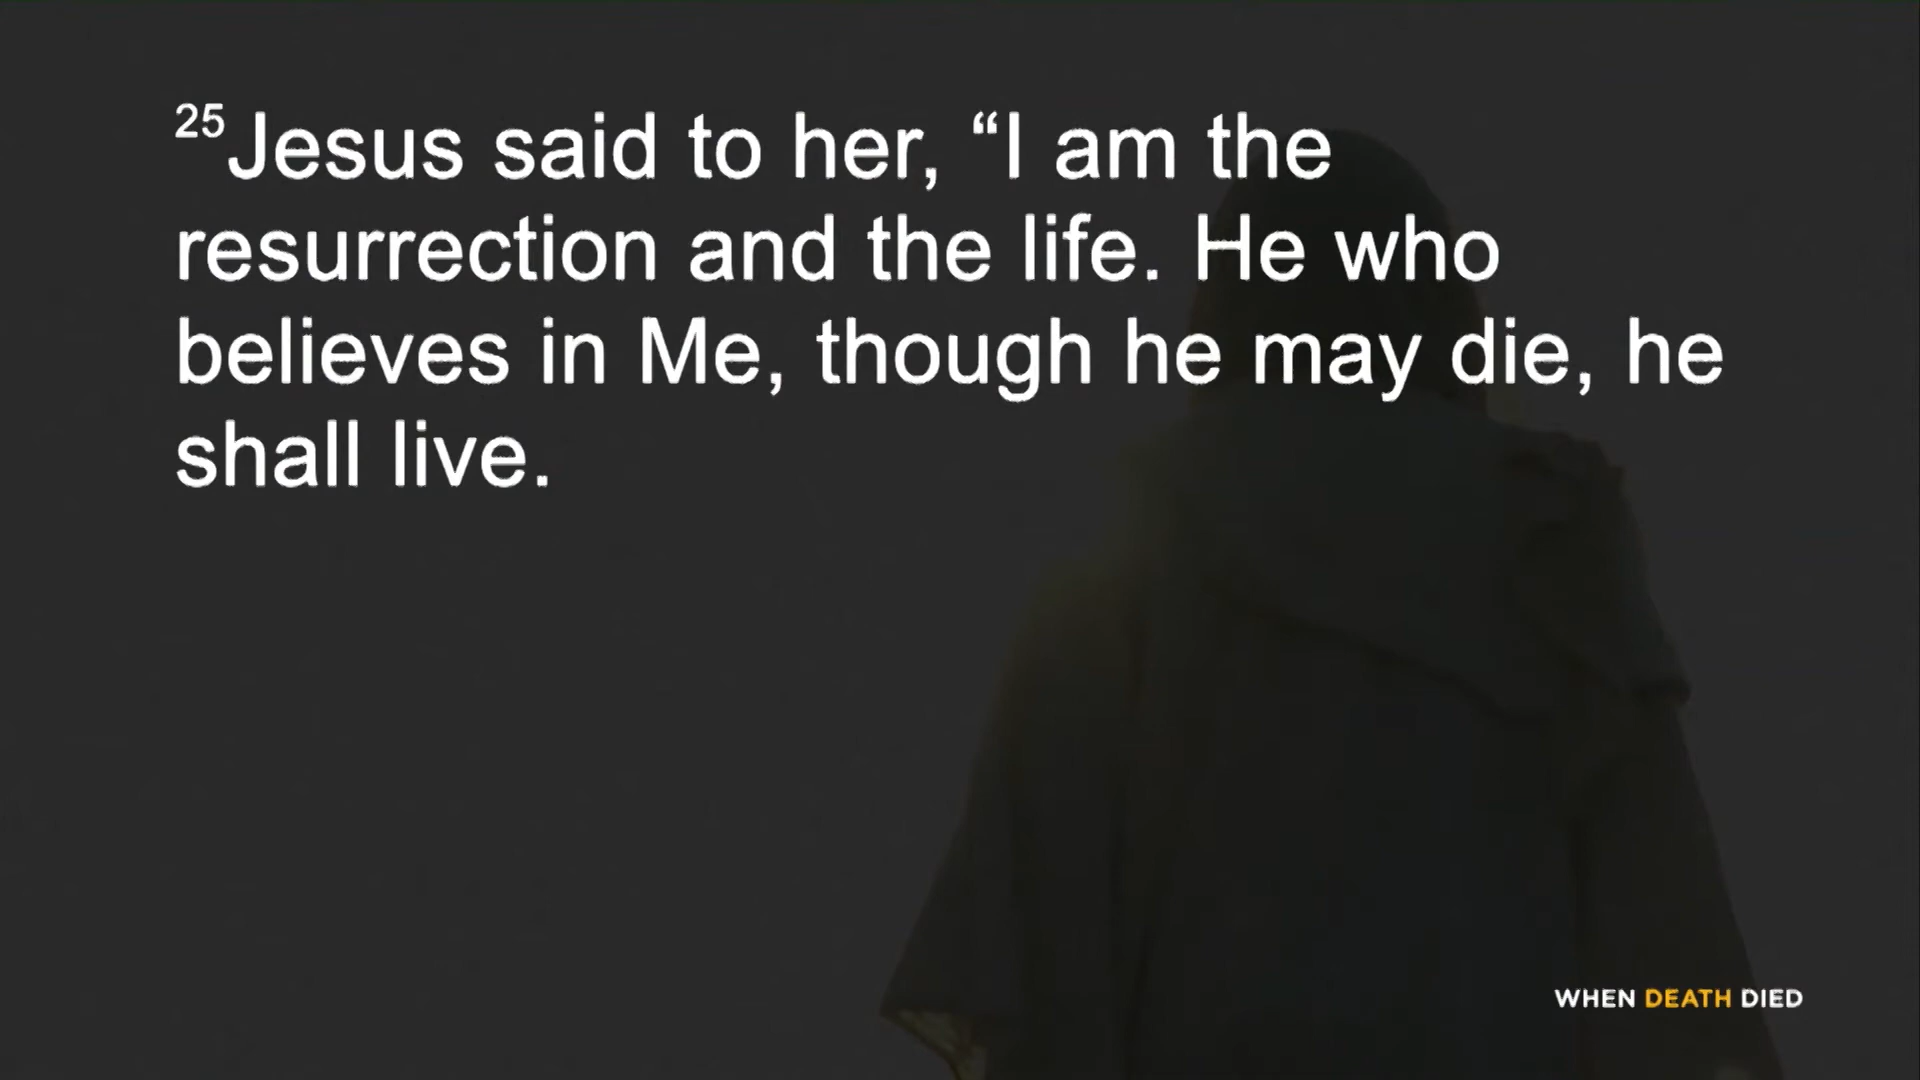 25Jesus said to her, “I am the
resurrection and the life. He who
believes in Me, though he may die, he
shall live.
WHEN DEATH DIED